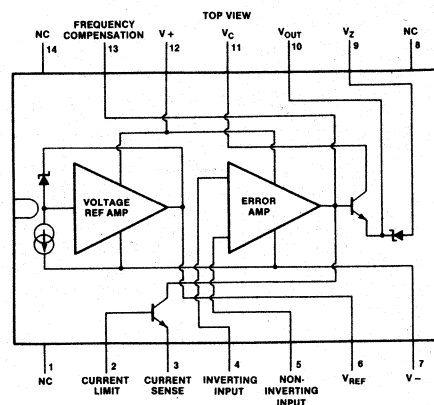 TOP VIEW
FREQUENCY
COMPENSATION
NC
14
13
V+
12
VC
11
VOUT
10
VZ
9
NC
8
VOLTAGE
REF AMP
ERROR
AMP
1
NC
2
CURRENT
LIMIT
3
CURRENT
SENSE
4
INVERTING
INPUT
5
NON-
INVERTING
INPUT
6
VREF
7
V−